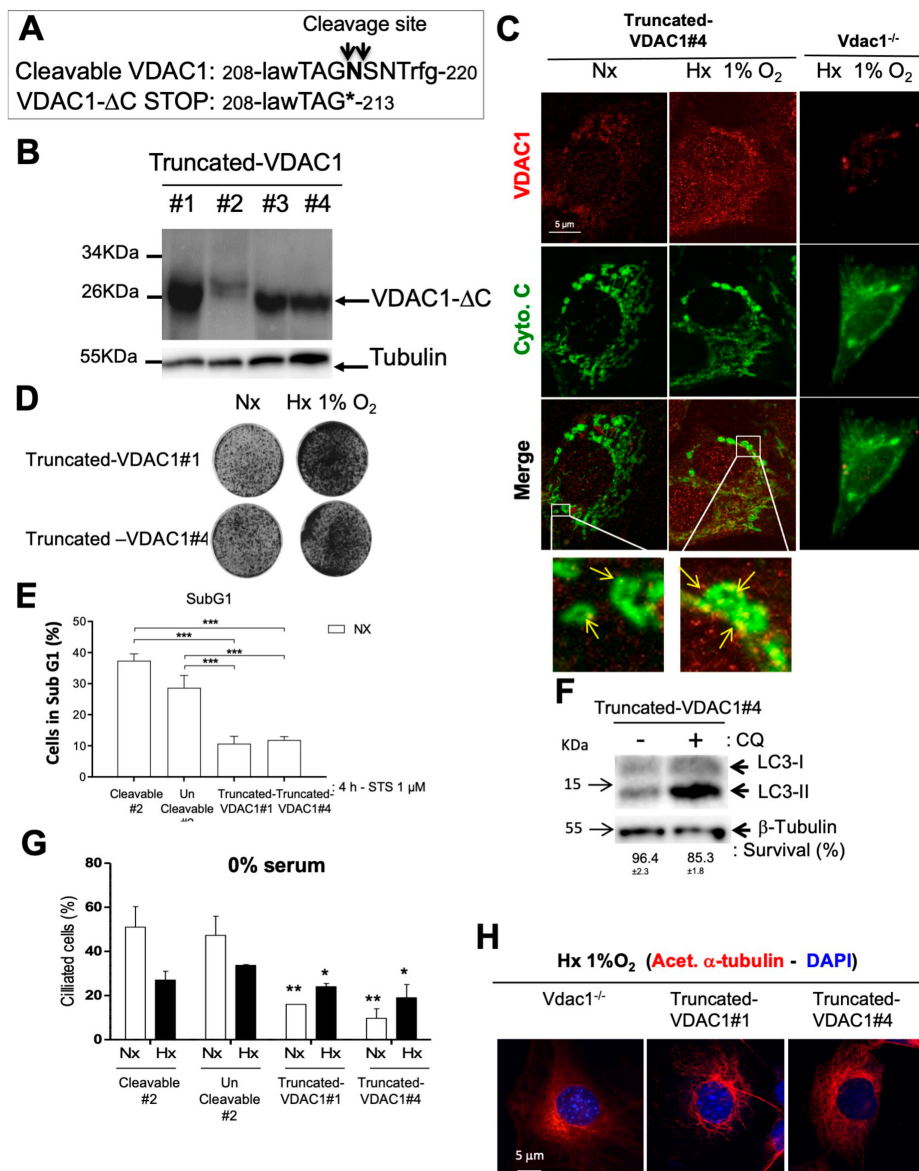 A
Cleavage site
Cleavable VDAC1: 208-lawTAGNSNTrfg-220
VDAC1-ΔC STOP: 208-lawTAG*-213
B
Truncated-VDAC1
#1 #2 #3 #4
34KDa
26KDa
VDAC1-ΔC
55KDa
Tubulin
C
Truncated-
VDAC1#4
Vdac1-/-
Nx Hx 1% O2 Hx 1% O2
VDAC1
5 µm
Cyto. C
Merge
D
Nx Hx 1% O2
Truncated-VDAC1#1
Truncated –VDAC1#4
E
SubG1
Cells in Sub G1 (%)
50
40
30
20
10
0
***
***
***
***
NX
Cleavable
#2
Un
Cleavable
#2
Truncated-
VDAC1#1
Truncated-
VDAC1#4
: 4 h - STS 1 µM
F
Truncated-VDAC1#4
KDa - + : CQ
LC3-I
15
LC3-II
55
β-Tubulin
: Survival (%)
96.4 85.3
±2.3 ±1.8
G
0% serum
Cilliated cells (%)
80
60
40
20
0
** * ** *
Nx Hx Nx Hx Nx Hx Nx Hx
Cleavable
#2
Un
Cleavable
#2
Truncated-
VDAC1#1
Truncated-
VDAC1#4
H
Hx 1%O2 (Acet. α-tubulin - DAPI)
Vdac1-/-
Truncated-
VDAC1#1
Truncated-
VDAC1#4
5 µm